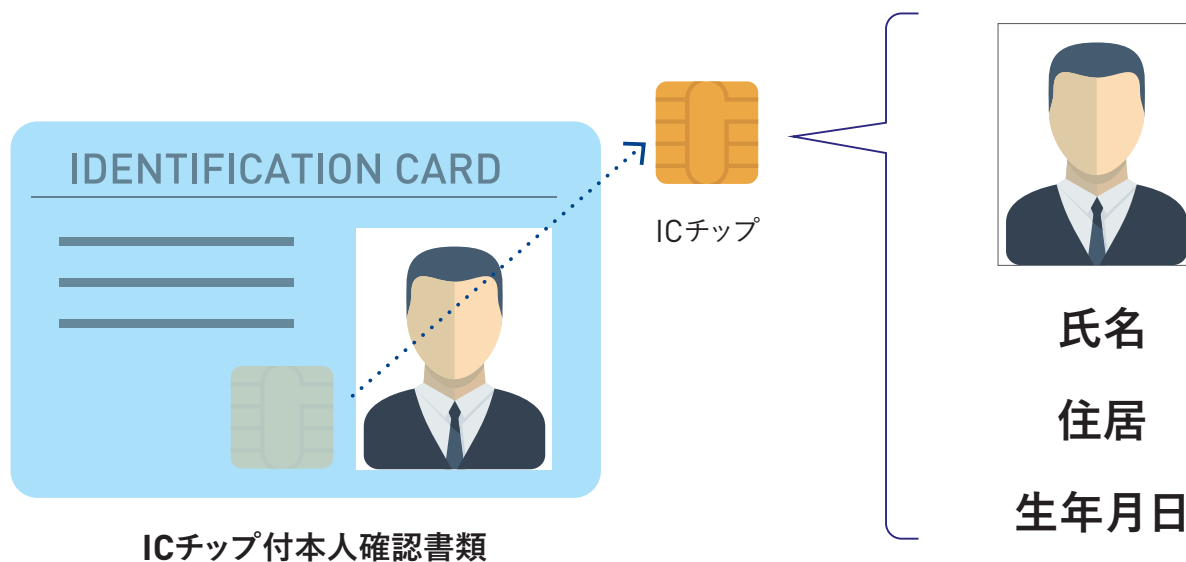 IDENTIFICATION CARD
ICチップ
氏名
住居
生年月日
ICチップ付本人確認書類